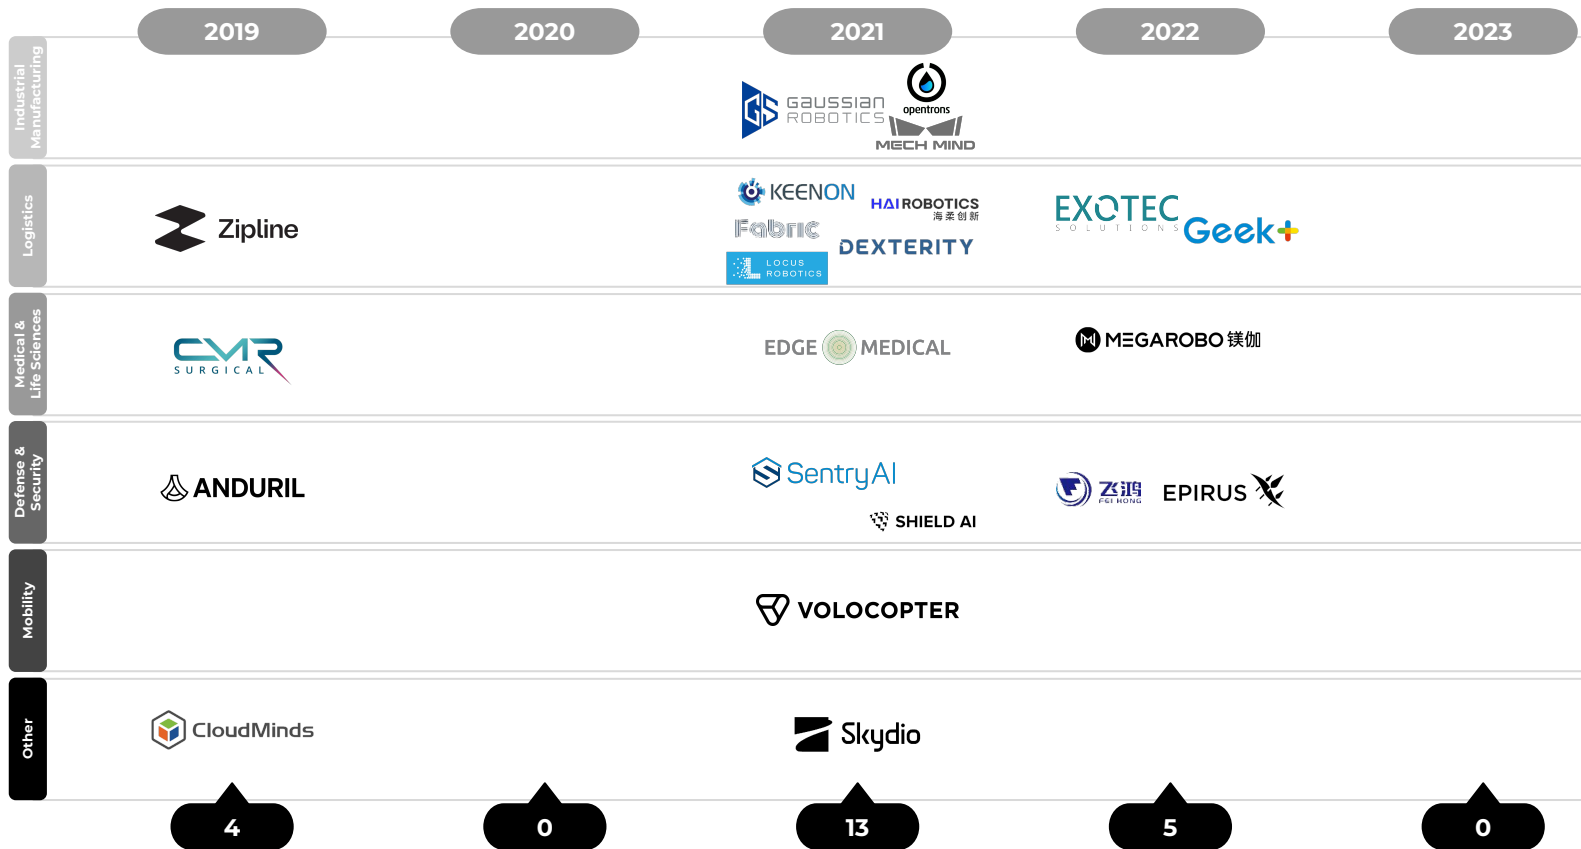 2019
2020
2021
2022
2023
Industrial
Manufacturing
GAUSSIAN
ROBOTICS
opentrons
MECH MIND
Logistics
Zipline
KEENON
HAI ROBOTICS
海柔创新
Fabric
DEXTERITY
LOCUS
ROBOTICS
EXOTEC
SOLUTIONS
Geek+
Medical &
Life Sciences
CMR
SURGICAL
EDGE MEDICAL
MEGAROBO 镁伽
Defense &
Security
ANDURIL
SentryAI
SHIELD AI
飞鸿
FEI HONG
EPIRUS
Mobility
VOLOCOPTER
Other
CloudMinds
Skydio
4
0
13
5
0